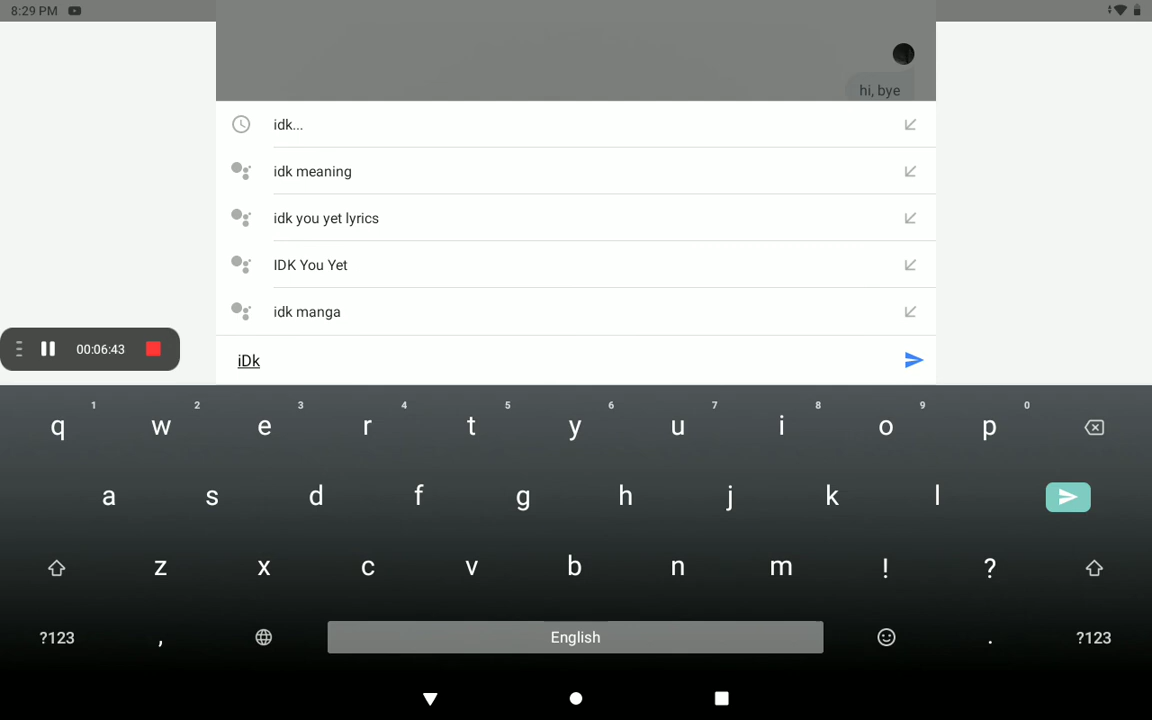 8:29 PM
hi, bye
idk...
idk meaning
idk you yet lyrics
IDK You Yet
idk manga
00:06:43
iDk
1 2 3 4 5 6 7 8 9 0
q w e r t y u i o p
a s d f g h j k l
z x c v b n m ! ?
?123 , English . ?123